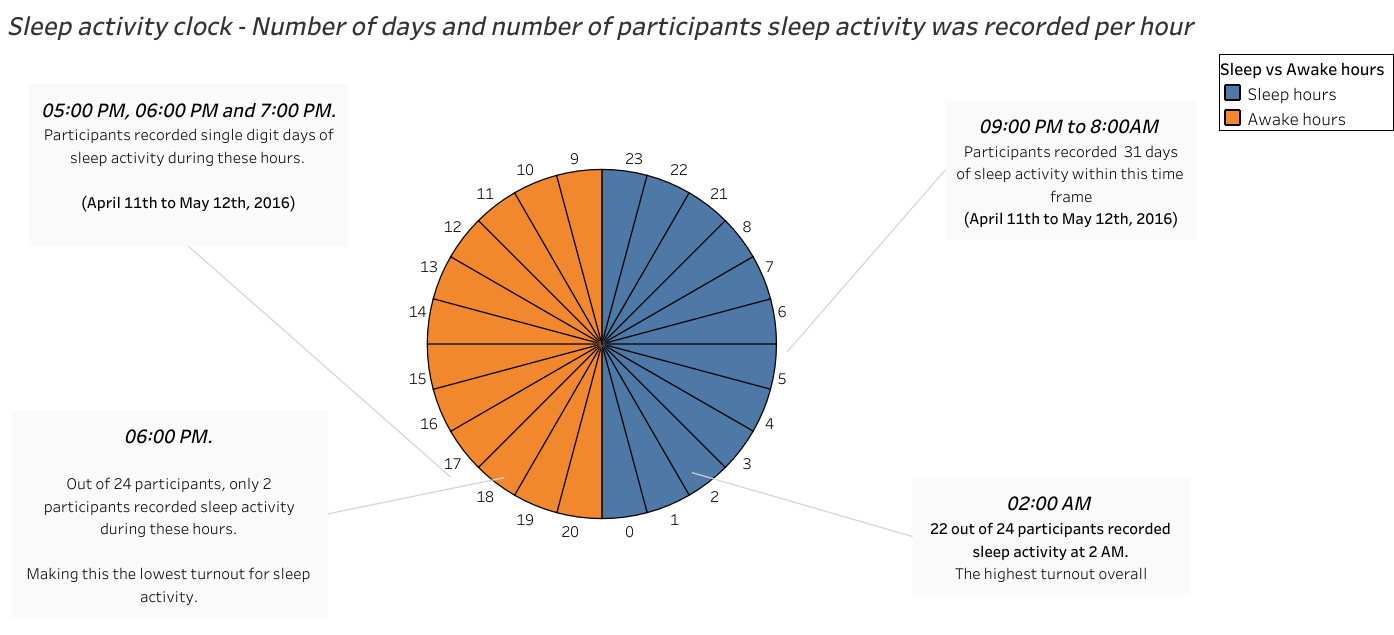 Sleep activity clock - Number of days and number of participants sleep activity was recorded per hour
Sleep vs Awake hours
Sleep hours
Awake hours
05:00 PM, 06:00 PM and 7:00 PM.
Participants recorded single digit days of
sleep activity during these hours.
(April 11th to May 12th, 2016)
09:00 PM to 8:00AM
Participants recorded  31 days
of sleep activity within this time
frame
(April 11th to May 12th, 2016)
9
23
10
22
11
21
12
8
13
7
14
6
15
5
16
4
17
3
18
2
19
1
20
0
06:00 PM.
Out of 24 participants, only 2
participants recorded sleep activity
during these hours.
Making this the lowest turnout for sleep
activity.
02:00 AM
22 out of 24 participants recorded
sleep activity at 2 AM.
The highest turnout overall